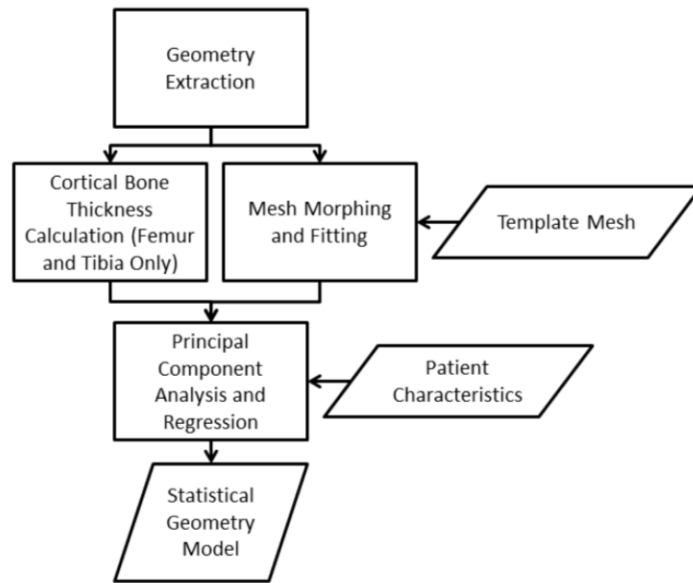 Geometry
Extraction
Cortical Bone
Thickness
Calculation (Femur
and Tibia Only)
Mesh Morphing
and Fitting
Template Mesh
Principal
Component
Analysis and
Regression
Patient
Characteristics
Statistical
Geometry
Model